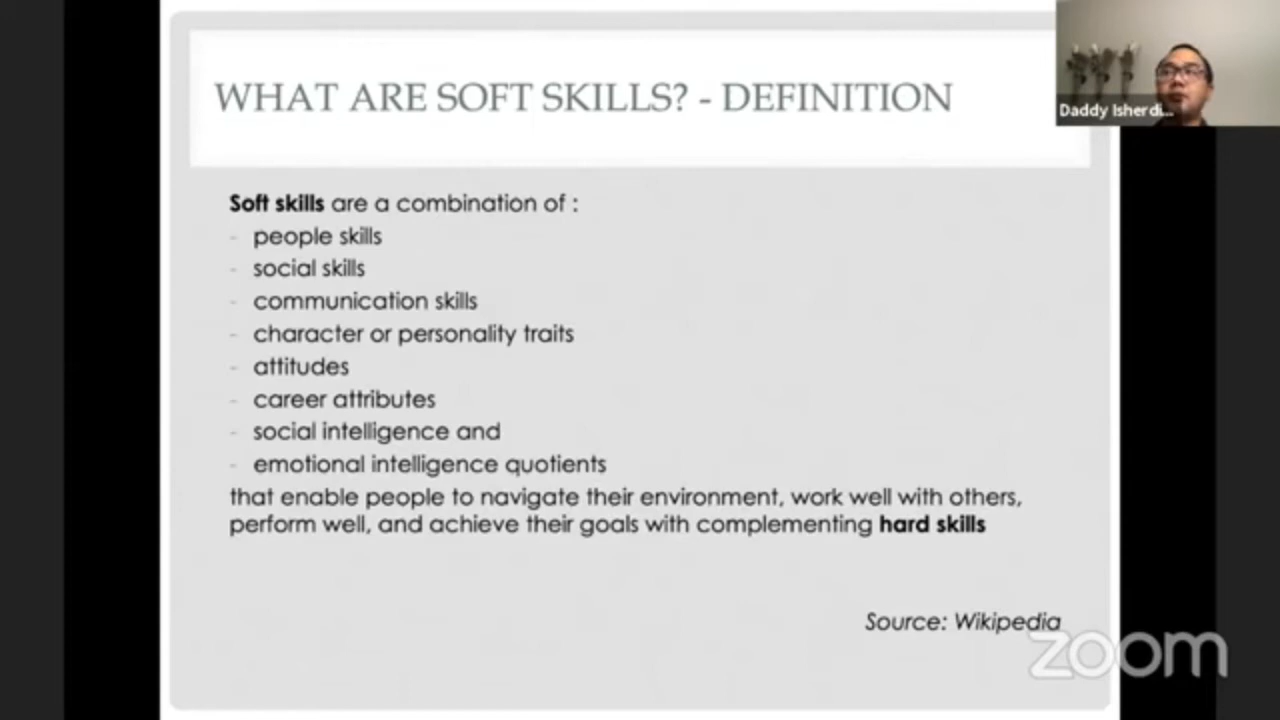 WHAT ARE SOFT SKILLS? - DEFINITION
Daddy Isherdi...
Soft skills are a combination of :
- people skills
- social skills
- communication skills
- character or personality traits
- attitudes
- career attributes
- social intelligence and
- emotional intelligence quotients
that enable people to navigate their environment, work well with others,
perform well, and achieve their goals with complementing hard skills
Source: Wikipedia
zoom